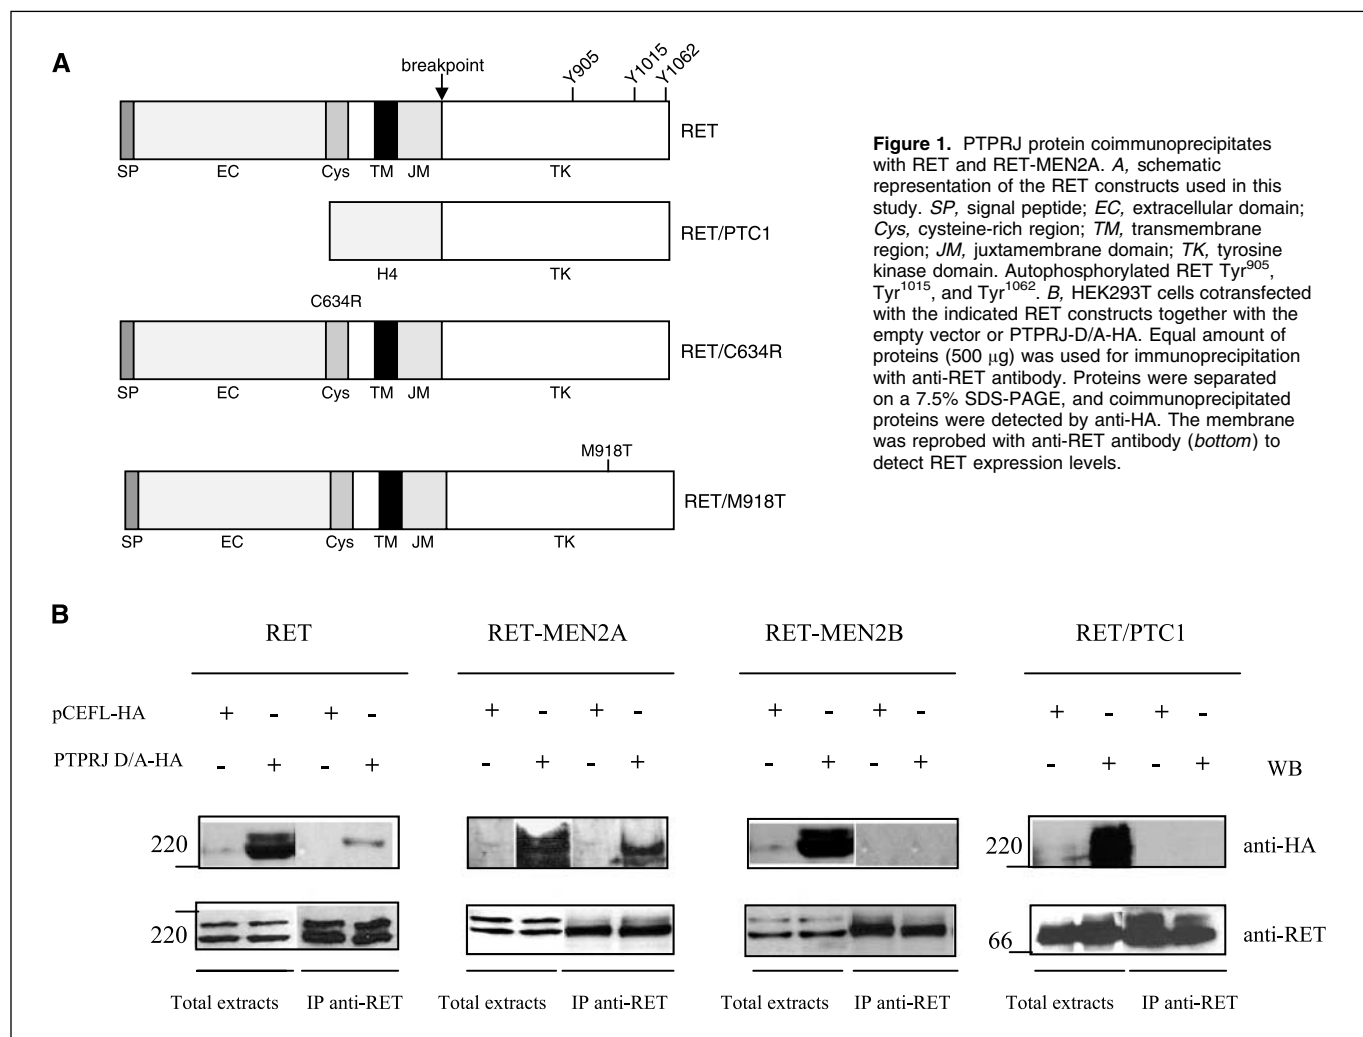 A
breakpoint
Y905
Y1015
Y1062
RET
SP EC Cys TM JM TK
RET/PTC1
H4 TK
C634R
RET/C634R
SP EC Cys TM JM TK
M918T
RET/M918T
SP EC Cys TM JM TK
Figure 1. PTPRJ protein coimmunoprecipitates
with RET and RET-MEN2A. A, schematic
representation of the RET constructs used in this
study. SP, signal peptide; EC, extracellular domain;
Cys, cysteine-rich region; TM, transmembrane
region; JM, juxtamembrane domain; TK, tyrosine
kinase domain. Autophosphorylated RET Tyr905,
Tyr1015, and Tyr1062. B, HEK293T cells cotransfected
with the indicated RET constructs together with the
empty vector or PTPRJ-D/A-HA. Equal amount of
proteins (500 μg) was used for immunoprecipitation
with anti-RET antibody. Proteins were separated
on a 7.5% SDS-PAGE, and coimmunoprecipitated
proteins were detected by anti-HA. The membrane
was reprobed with anti-RET antibody (bottom) to
detect RET expression levels.
B
RET RET-MEN2A RET-MEN2B RET/PTC1
pCEFL-HA + - + - + - + - + - + - + - + -
PTPRJ D/A-HA - + - + - + - + - + - + - + - + WB
220 220 anti-HA
220 66 anti-RET
Total extracts IP anti-RET Total extracts IP anti-RET Total extracts IP anti-RET Total extracts IP anti-RET